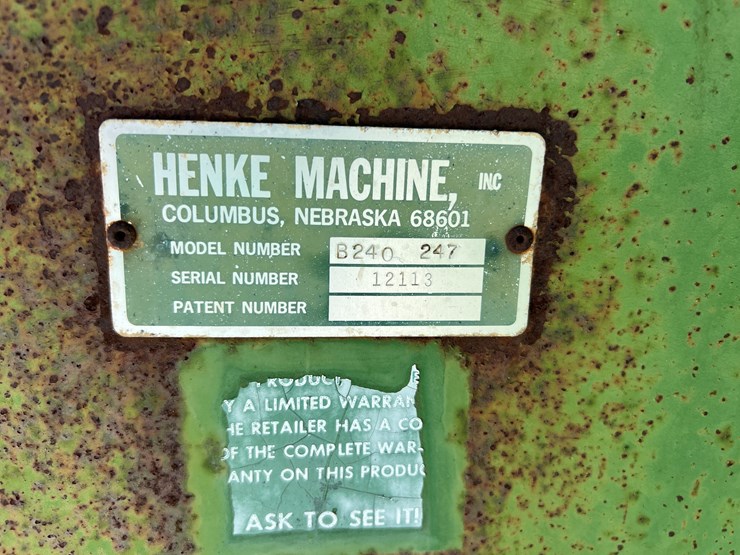 HENKE MACHINE, INC
COLUMBUS, NEBRASKA 68601
MODEL NUMBER B240 247
SERIAL NUMBER 12113
PATENT NUMBER
RODUC
Y A LIMITED WARRAN
HE RETAILER HAS A CO
OF THE COMPLETE WAR-
ANTY ON THIS PRODUC
ASK TO SEE IT!